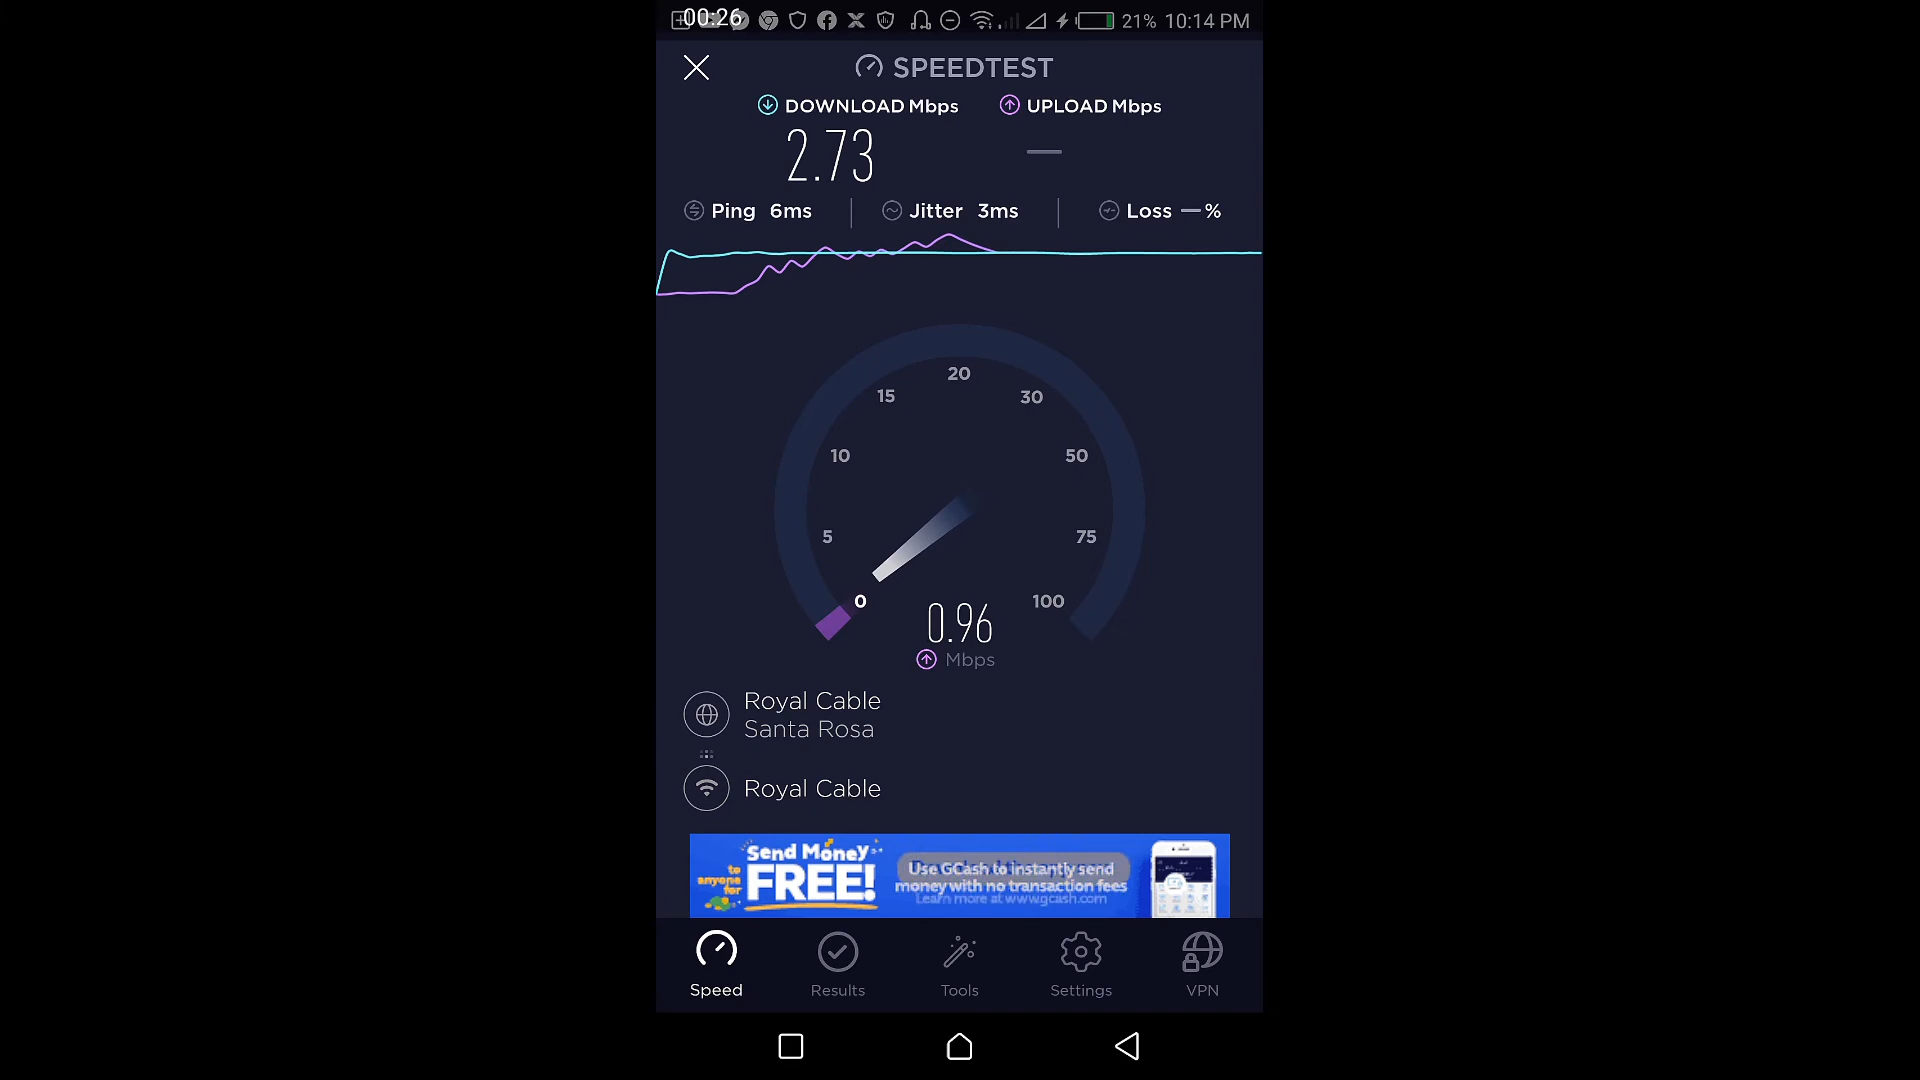 00:26 21% 10:14 PM
SPEEDTEST
DOWNLOAD Mbps UPLOAD Mbps
2.73 —
Ping 6ms Jitter 3ms Loss — %
20
15 30
10 50
5 75
0 100
0.96
Mbps
Royal Cable
Santa Rosa
Royal Cable
Send Money
to anyone for FREE!
Use GCash to instantly send
money with no transaction fees
Learn more at www.gcash.com
Speed Results Tools Settings VPN